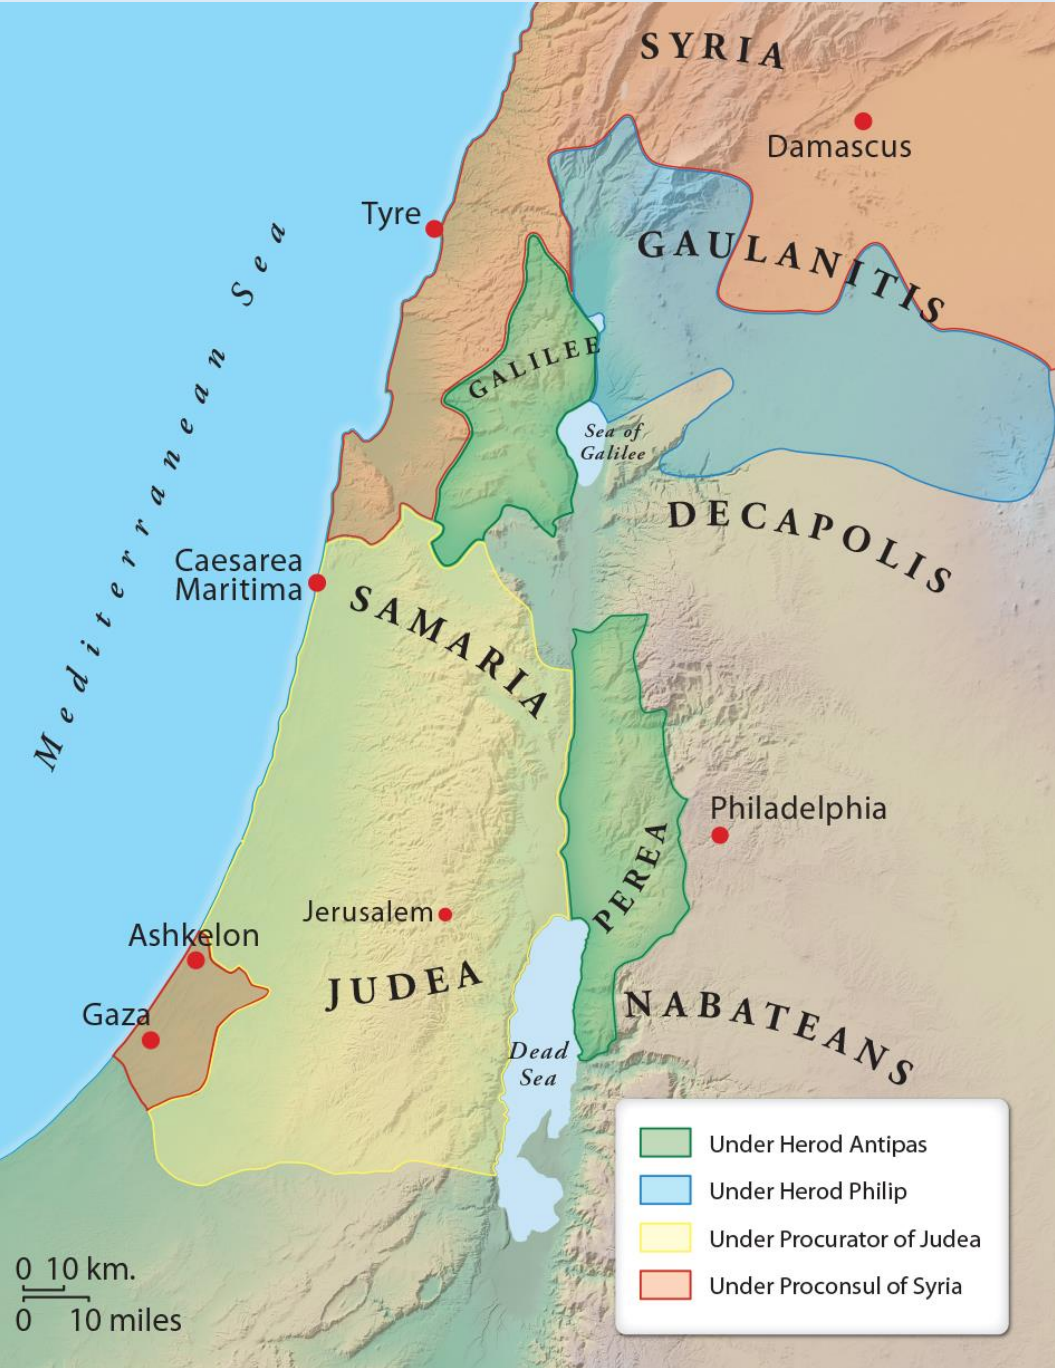 SYRIA
Damascus
Tyre
GAULANITIS
Mediterranean Sea
GALILEE
Sea of
Galilee
DECAPOLIS
Caesarea
Maritima
SAMARIA
Philadelphia
PEREA
Jerusalem
Ashkelon
JUDEA
Gaza
NABATEANS
Dead
Sea
Under Herod Antipas
Under Herod Philip
Under Procurator of Judea
Under Proconsul of Syria
0 10 km.
0 10 miles